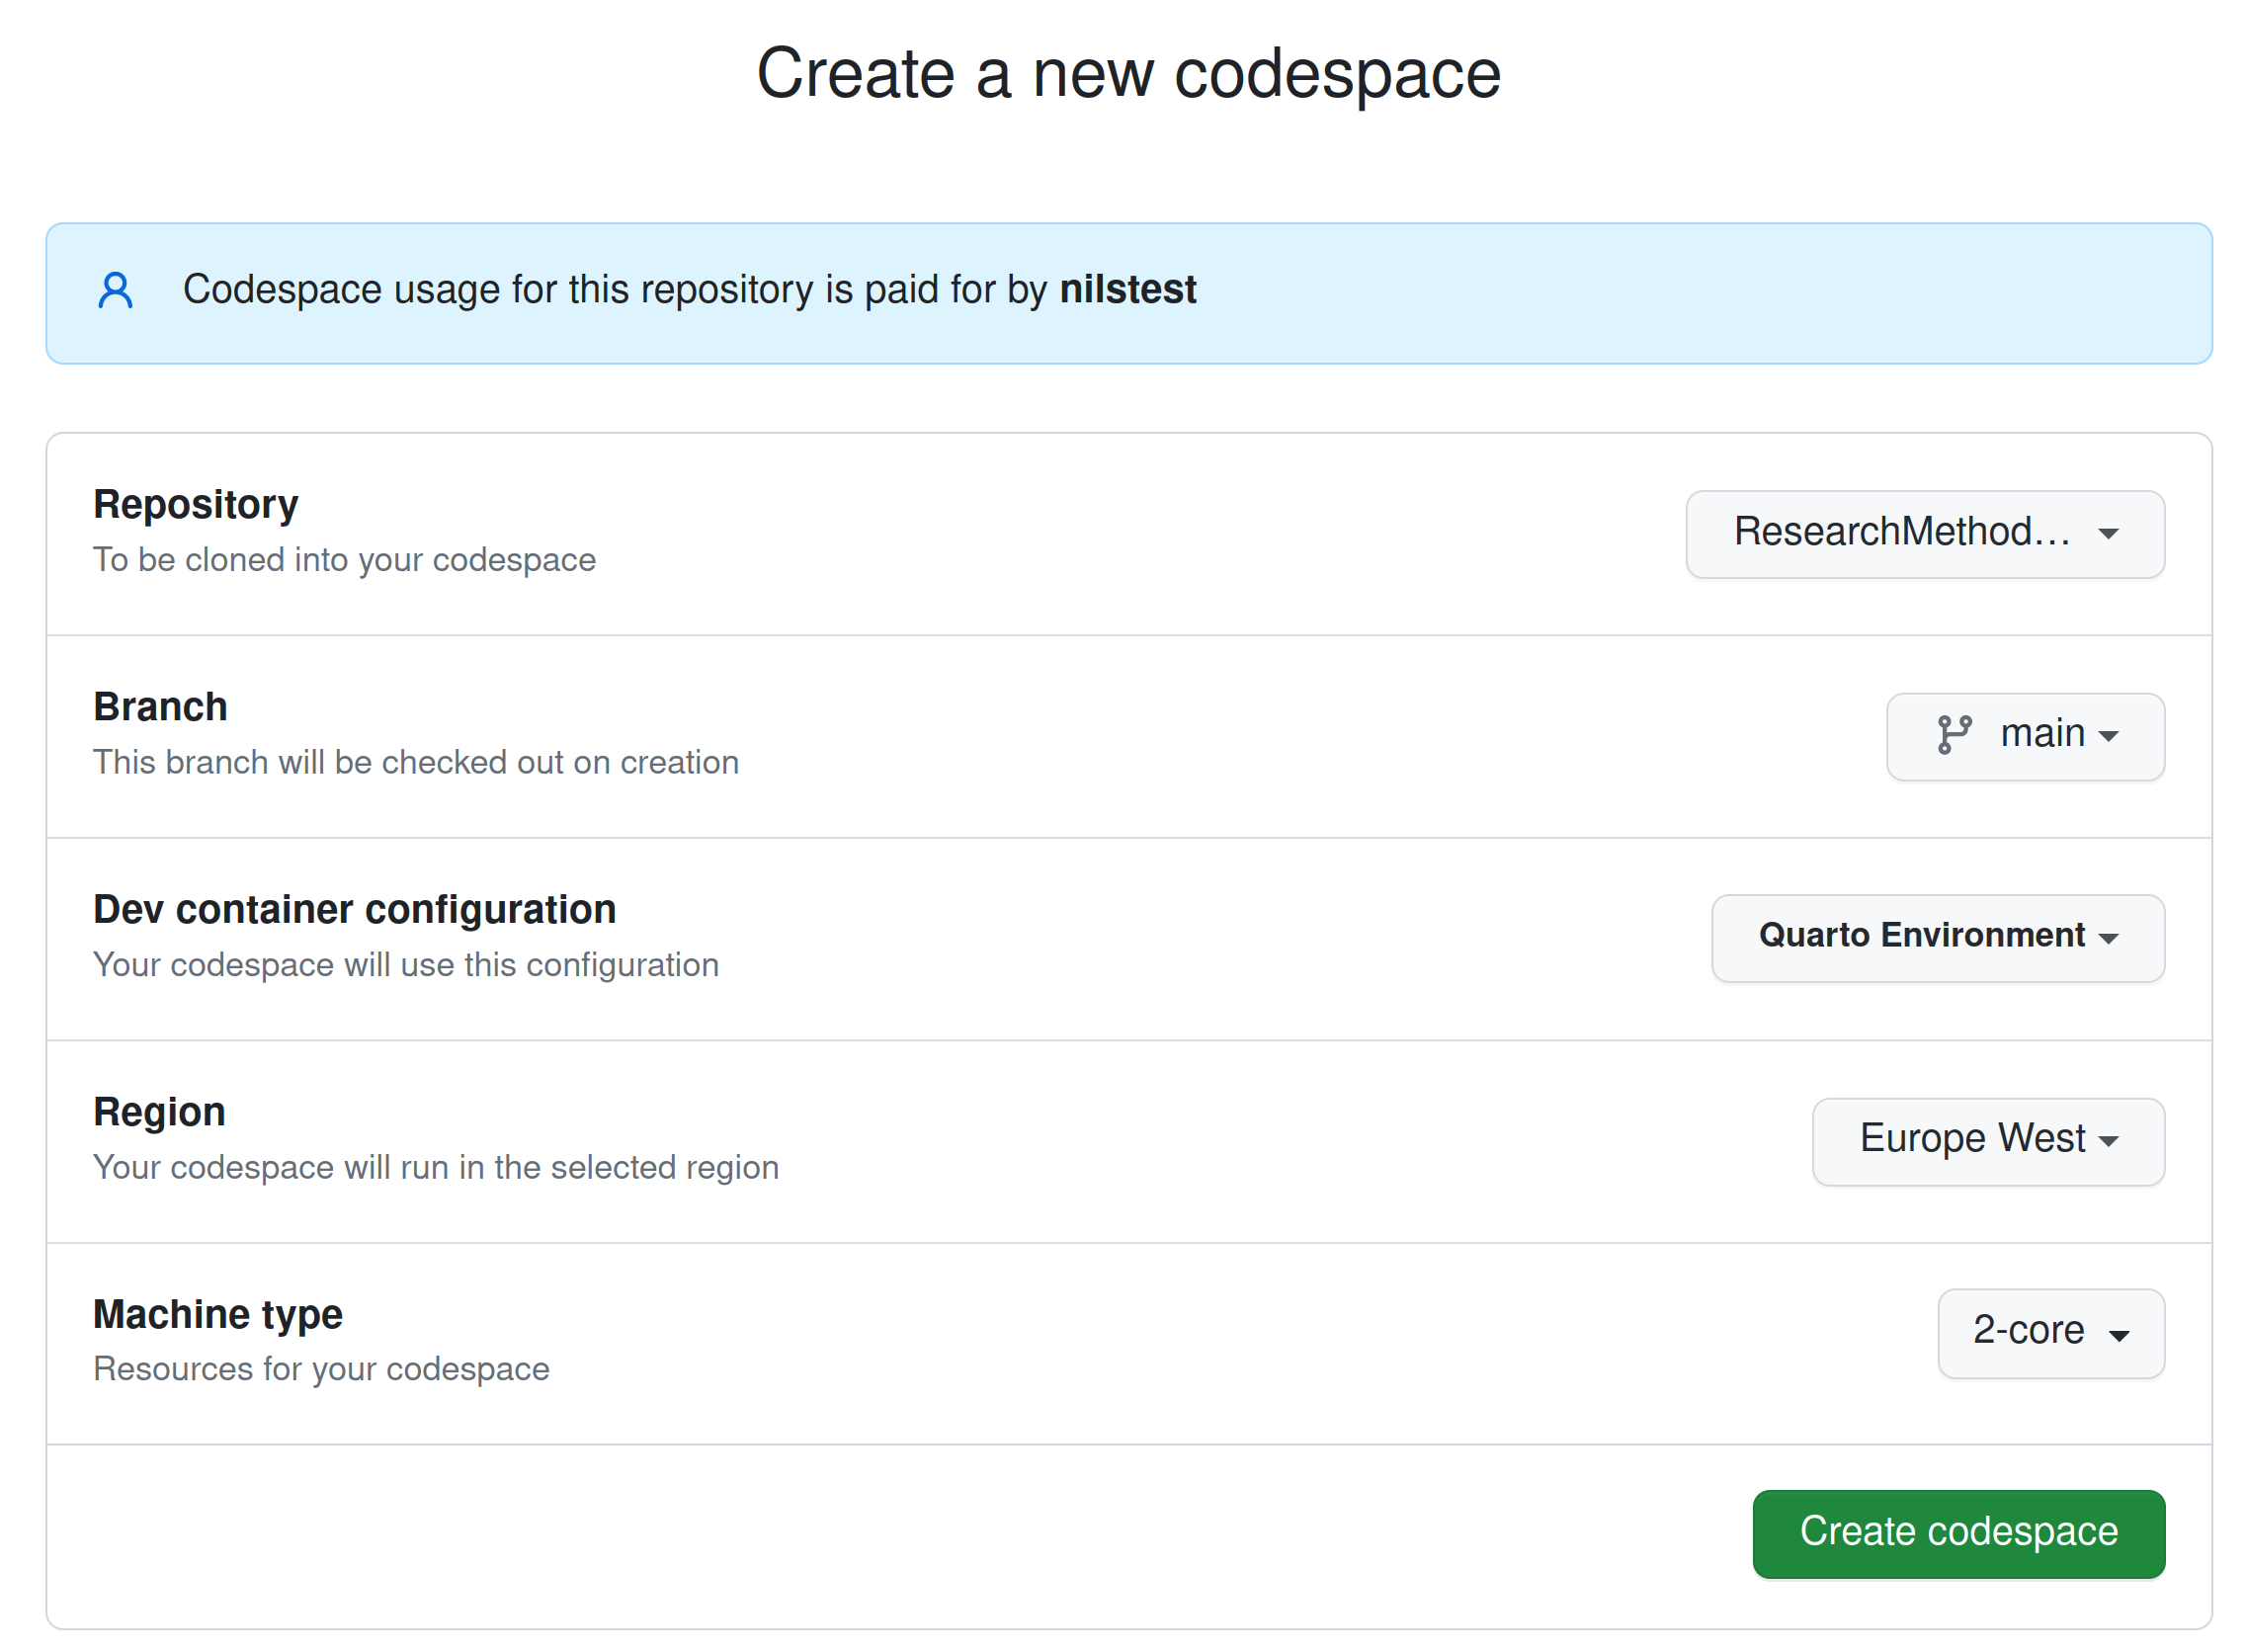 Create a new codespace
Codespace usage for this repository is paid for by nilstest
Repository
To be cloned into your codespace
ResearchMethod...
Branch
This branch will be checked out on creation
main
Dev container configuration
Your codespace will use this configuration
Quarto Environment
Region
Your codespace will run in the selected region
Europe West
Machine type
Resources for your codespace
2-core
Create codespace